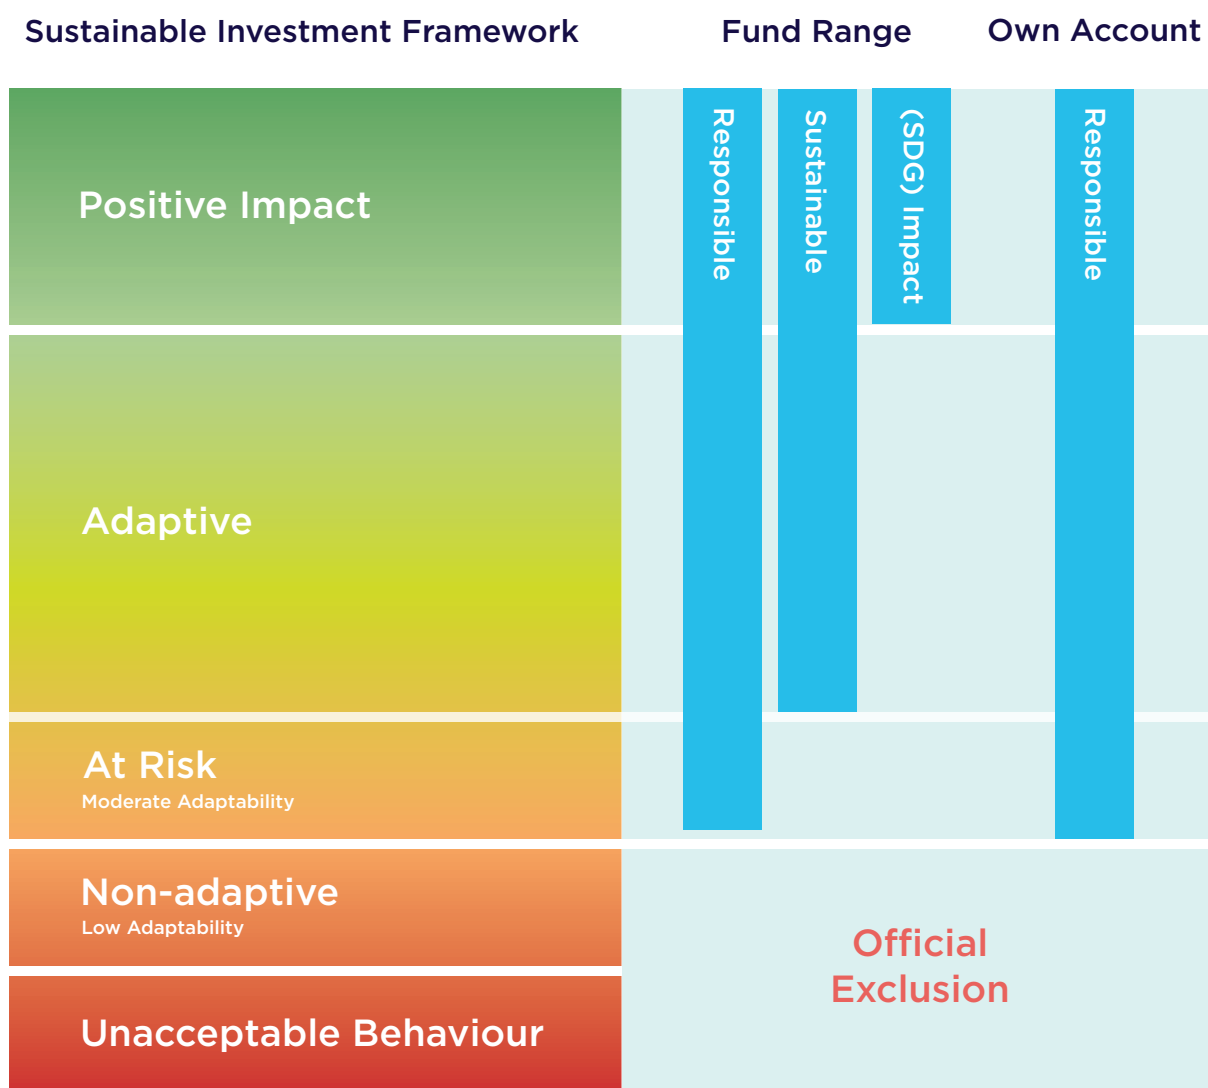 Sustainable Investment Framework
Fund Range
Own Account
Responsible
Sustainable
(SDG) Impact
Responsible
Positive Impact
Adaptive
At Risk
Moderate Adaptability
Non-adaptive
Low Adaptability
Official
Exclusion
Unacceptable Behaviour